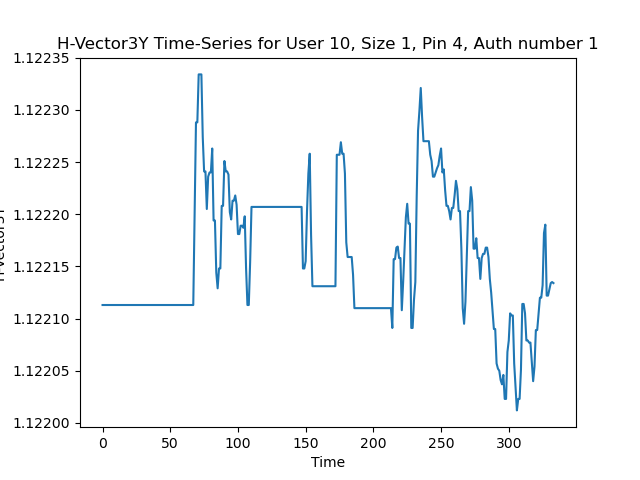 H-Vector3Y Time-Series for User 10, Size 1, Pin 4, Auth number 1
1.12235
1.12230
1.12225
1.12220
1.12215
1.12210
1.12205
1.12200
H-Vector3Y
0 50 100 150 200 250 300
Time